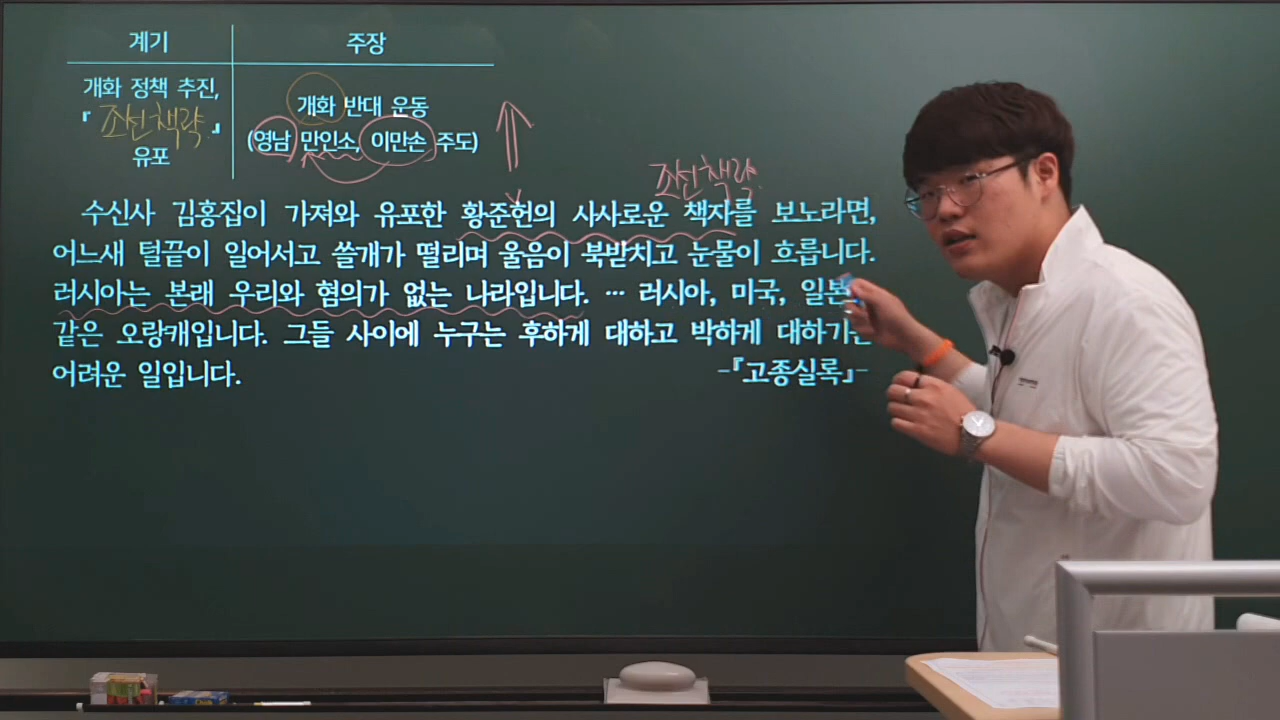 계기 주장
개화 정책 추진,
『조선책략』
유포
개화 반대 운동
(영남 만인소, 이만손 주도)
조선책략
수신사 김홍집이 가져와 유포한 황준헌의 사사로운 책자를 보노라면,
어느새 털끝이 일어서고 쓸개가 떨리며 울음이 북받치고 눈물이 흐릅니다.
러시아는 본래 우리와 혐의가 없는 나라입니다. … 러시아, 미국, 일본
같은 오랑캐입니다. 그들 사이에 누구는 후하게 대하고 박하게 대하기는
어려운 일입니다. -『고종실록』-